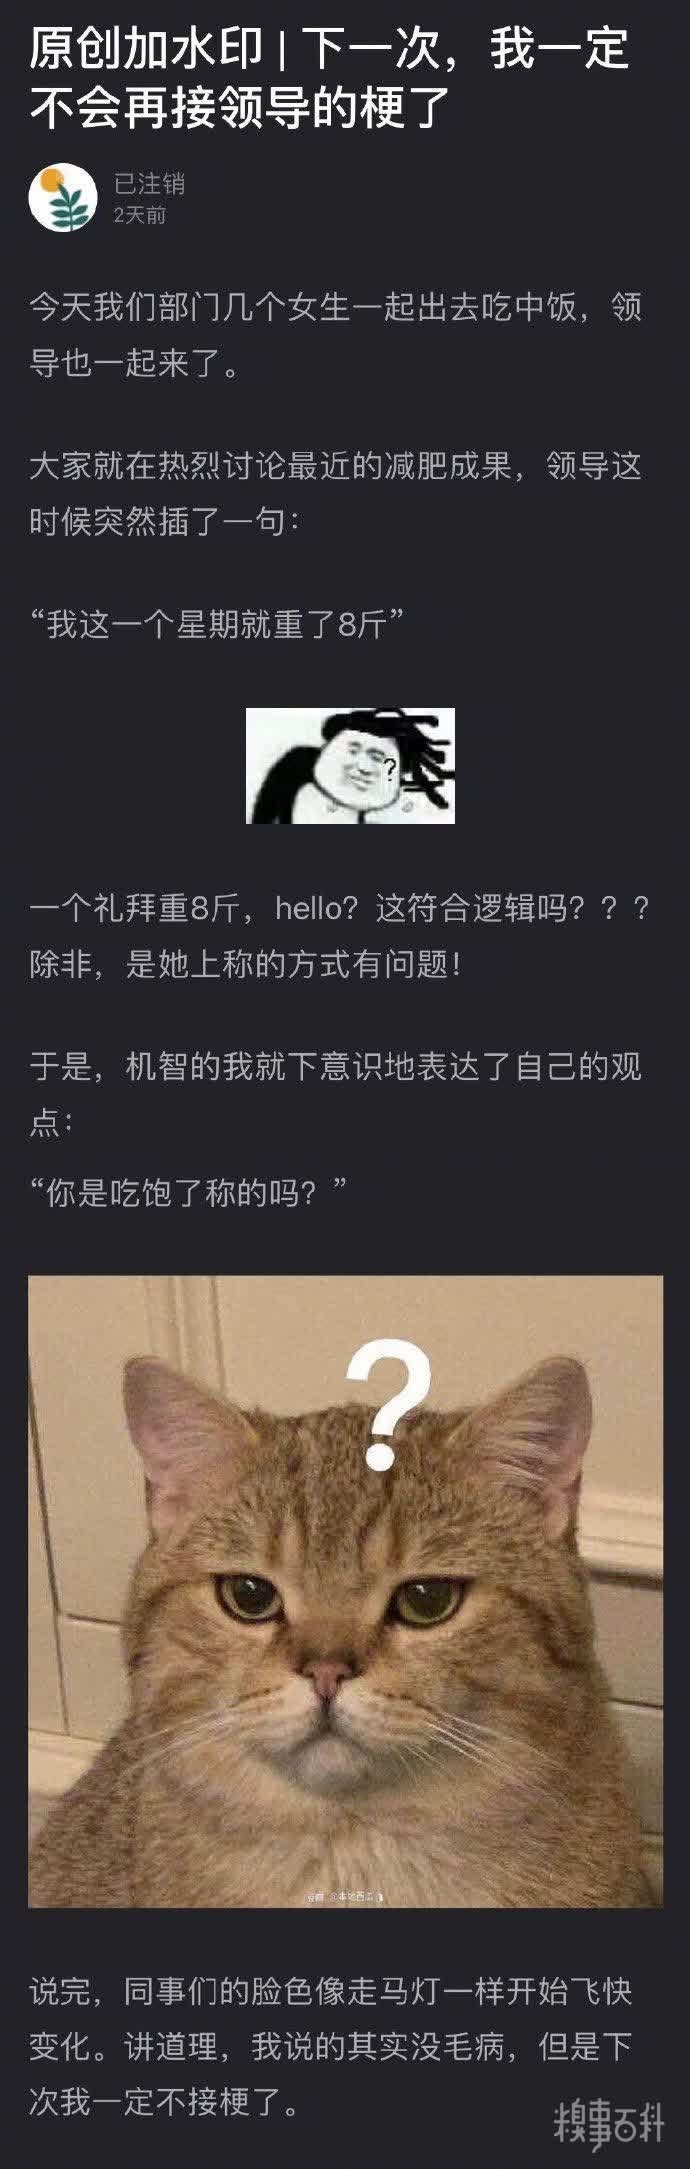 原创加水印 | 下一次，我一定
不会再接领导的梗了
已注销
2天前
今天我们部门几个女生一起出去吃中饭，领
导也一起来了。
大家就在热烈讨论最近的减肥成果，领导这
时候突然插了一句：
“我这一个星期就重了8斤”
?
一个礼拜重8斤，hello？这符合逻辑吗？？？
除非，是她上称的方式有问题！
于是，机智的我就下意识地表达了自己的观
点：
“你是吃饱了称的吗？”
?
说完，同事们的脸色像走马灯一样开始飞快
变化。讲道理，我说的其实没毛病，但是下
次我一定不接梗了。
糗事百科